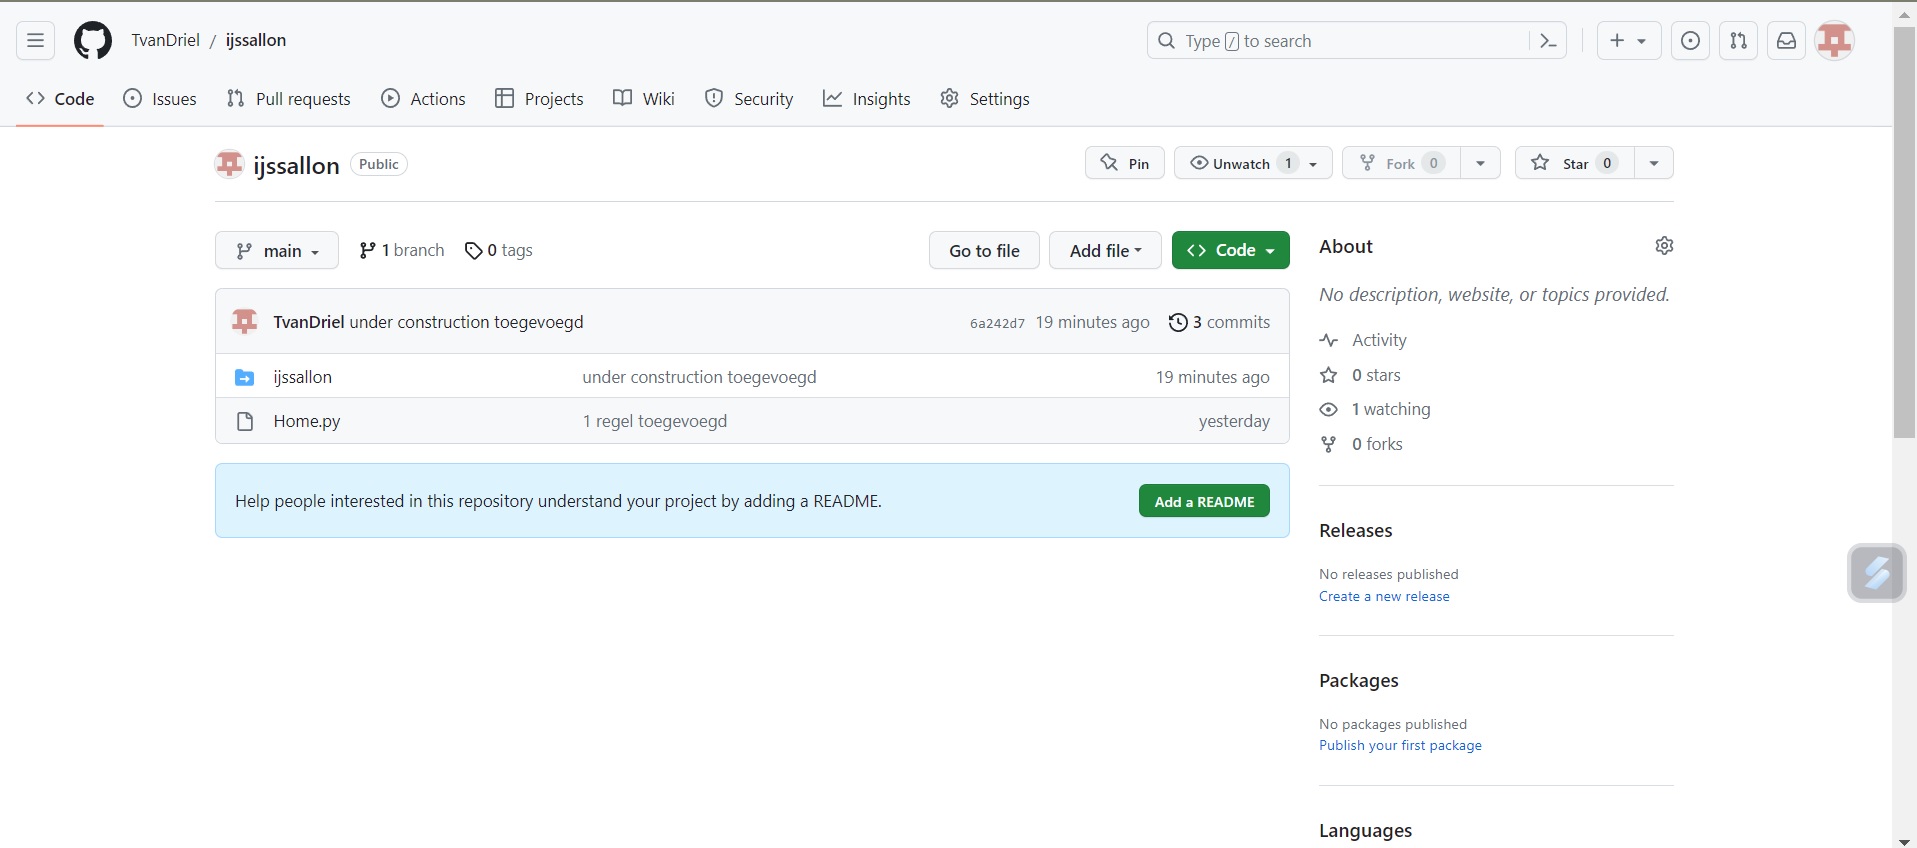 TvanDriel / ijssallon
Type / to search
Code Issues Pull requests Actions Projects Wiki Security Insights Settings
ijssallon Public
Pin Unwatch 1 Fork 0 Star 0
main 1 branch 0 tags
Go to file Add file Code
TvanDriel under construction toegevoegd 6a242d7 19 minutes ago 3 commits
ijssallon under construction toegevoegd 19 minutes ago
Home.py 1 regel toegevoegd yesterday
Help people interested in this repository understand your project by adding a README. Add a README
About
No description, website, or topics provided.
Activity
0 stars
1 watching
0 forks
Releases
No releases published
Create a new release
Packages
No packages published
Publish your first package
Languages